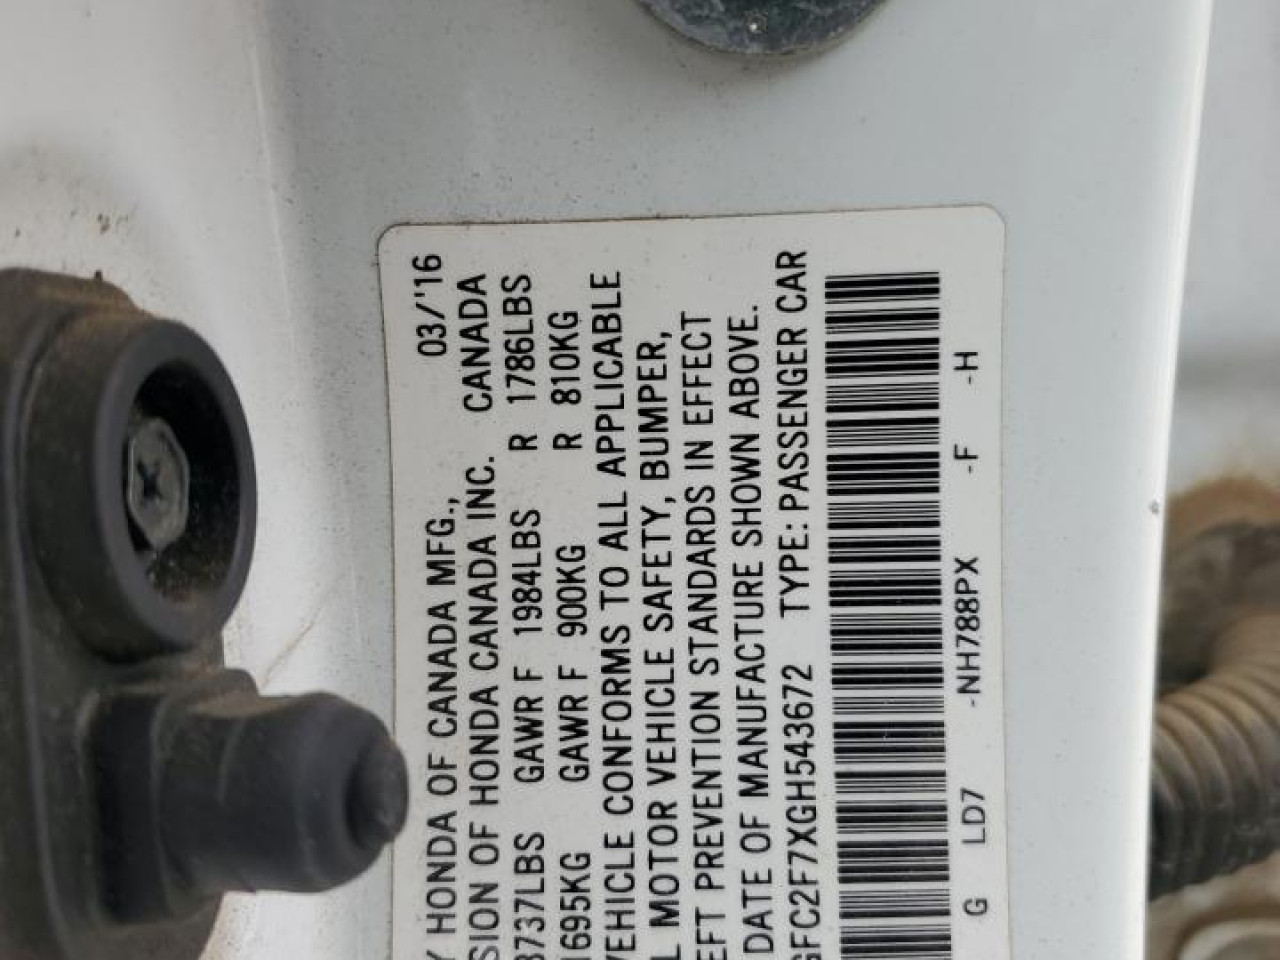 HONDA OF CANADA MFG., 03/'16
SION OF HONDA CANADA INC. CANADA
3737LBS GAWR F 1984LBS R 1786LBS
1695KG GAWR F 900KG R 810KG
VEHICLE CONFORMS TO ALL APPLICABLE
L MOTOR VEHICLE SAFETY, BUMPER,
EFT PREVENTION STANDARDS IN EFFECT
DATE OF MANUFACTURE SHOWN ABOVE.
GFC2F7XGH543672 TYPE: PASSENGER CAR
G LD7 -NH788PX -F -H